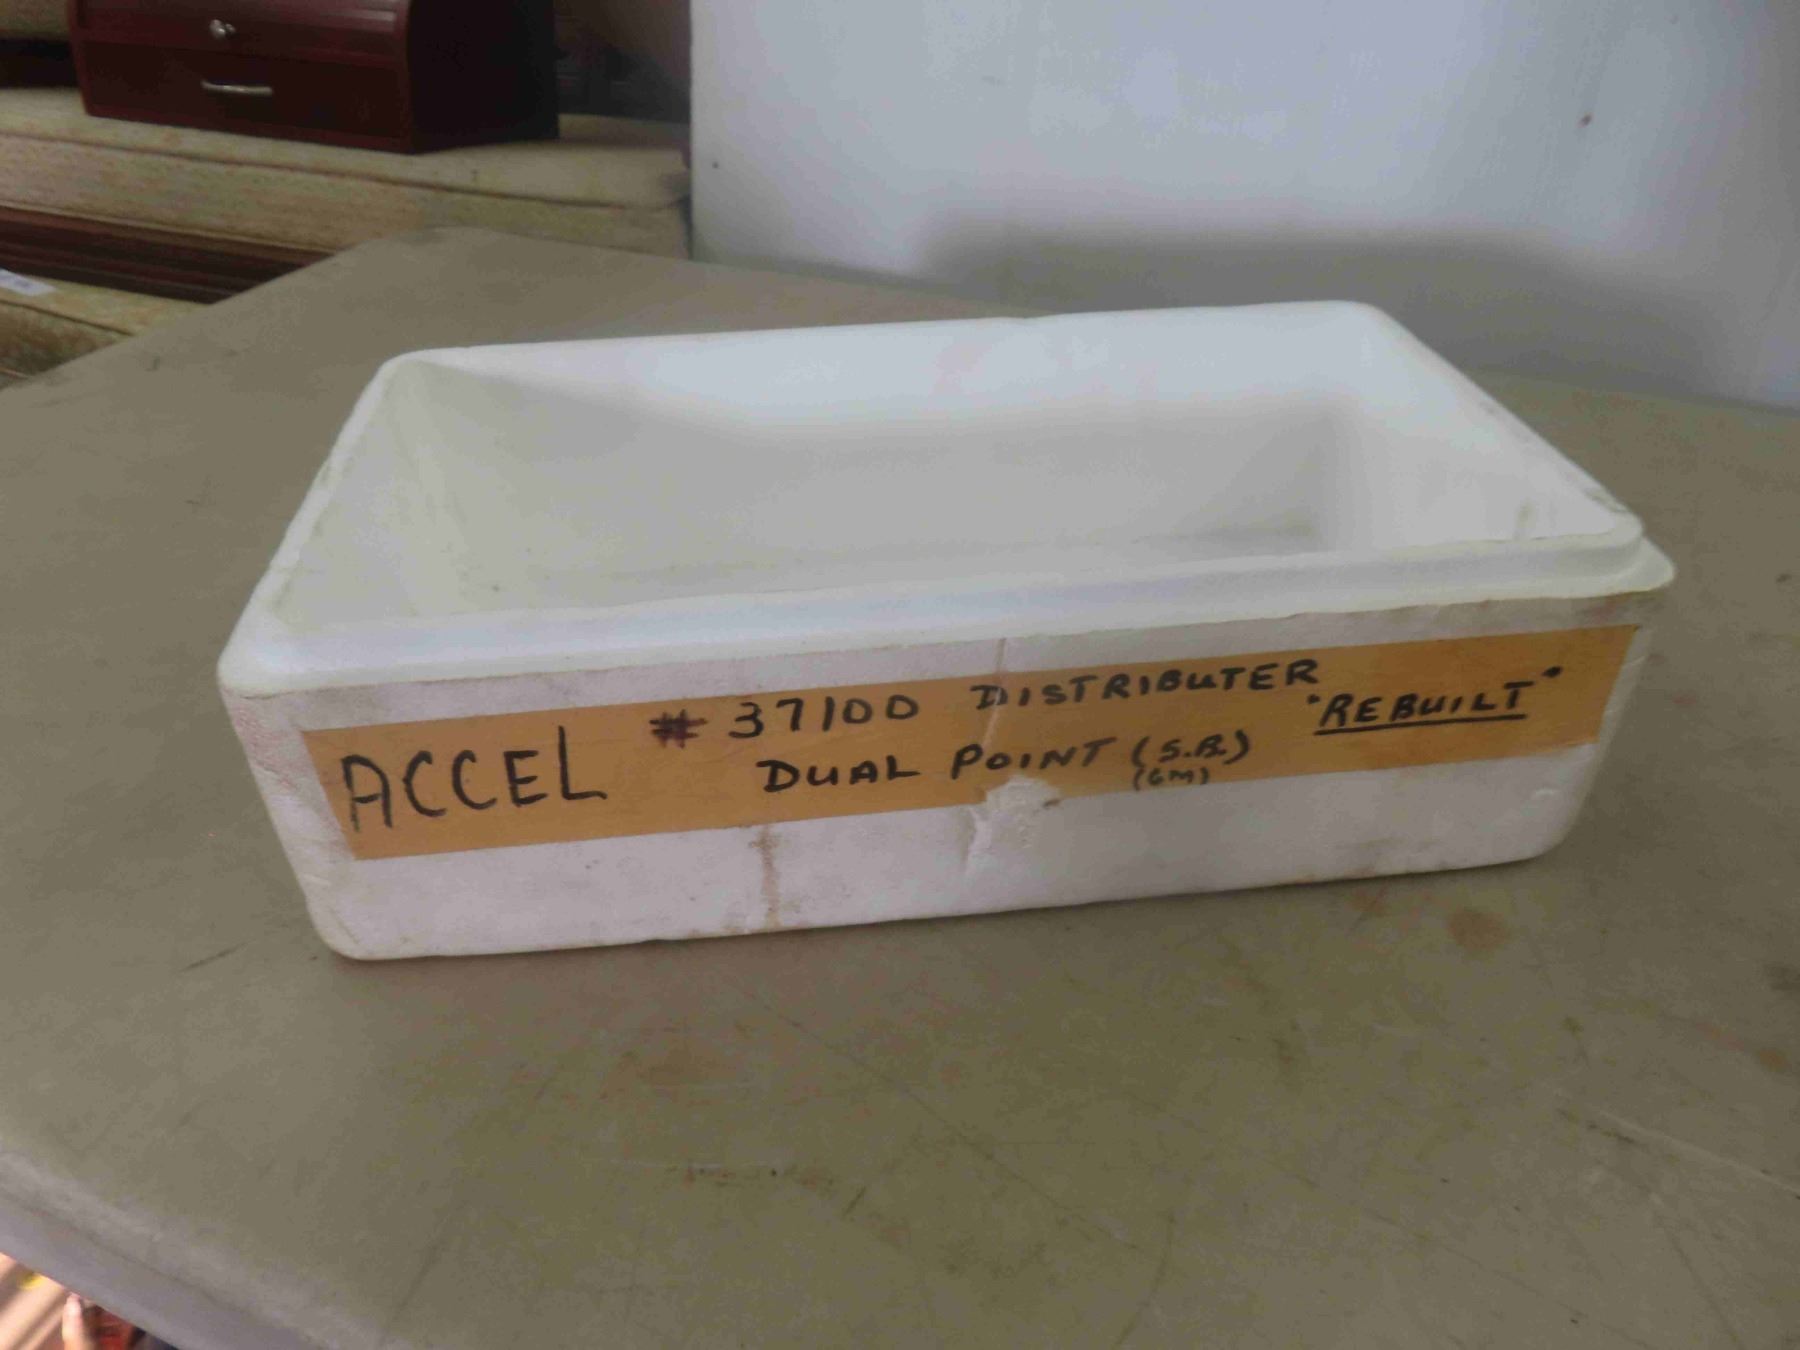 ACCEL
# 37100 DISTRIBUTER
DUAL POINT (S.B.)
(GM)
"REBUILT"